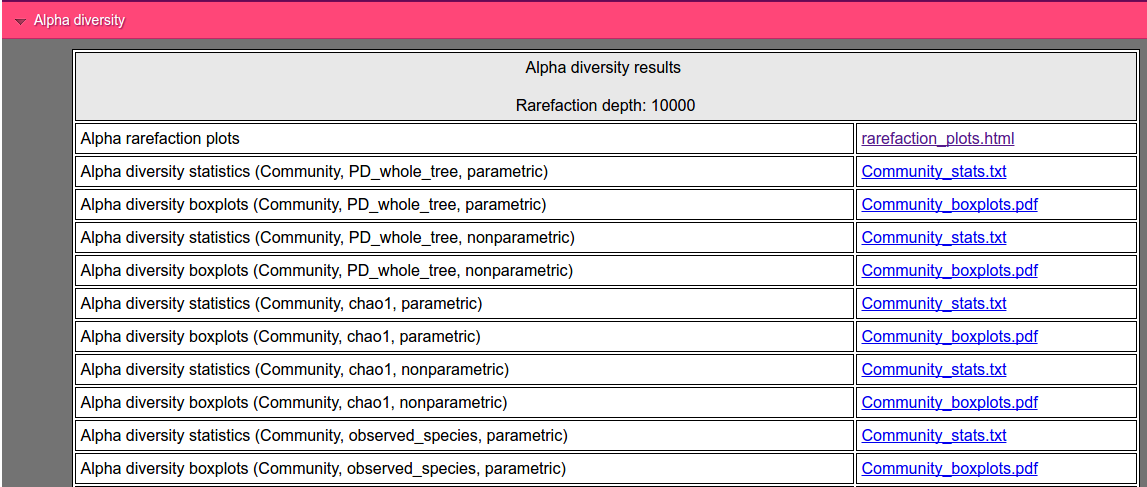 Alpha diversity
Alpha diversity results
Rarefaction depth: 10000
Alpha rarefaction plots rarefaction_plots.html
Alpha diversity statistics (Community, PD_whole_tree, parametric) Community_stats.txt
Alpha diversity boxplots (Community, PD_whole_tree, parametric) Community_boxplots.pdf
Alpha diversity statistics (Community, PD_whole_tree, nonparametric) Community_stats.txt
Alpha diversity boxplots (Community, PD_whole_tree, nonparametric) Community_boxplots.pdf
Alpha diversity statistics (Community, chao1, parametric) Community_stats.txt
Alpha diversity boxplots (Community, chao1, parametric) Community_boxplots.pdf
Alpha diversity statistics (Community, chao1, nonparametric) Community_stats.txt
Alpha diversity boxplots (Community, chao1, nonparametric) Community_boxplots.pdf
Alpha diversity statistics (Community, observed_species, parametric) Community_stats.txt
Alpha diversity boxplots (Community, observed_species, parametric) Community_boxplots.pdf